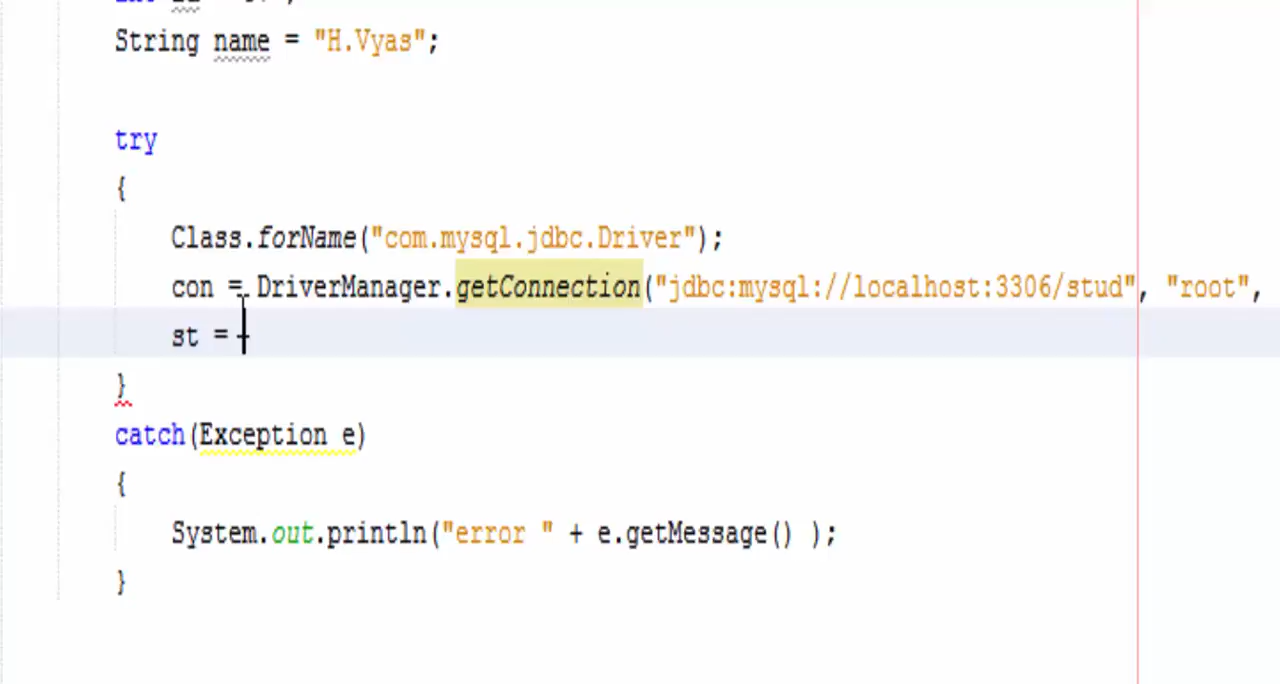 String name = "H.Vyas";
try
{
Class.forName("com.mysql.jdbc.Driver");
con = DriverManager.getConnection("jdbc:mysql://localhost:3306/stud", "root",
st =
}
catch(Exception e)
{
System.out.println("error " + e.getMessage() );
}